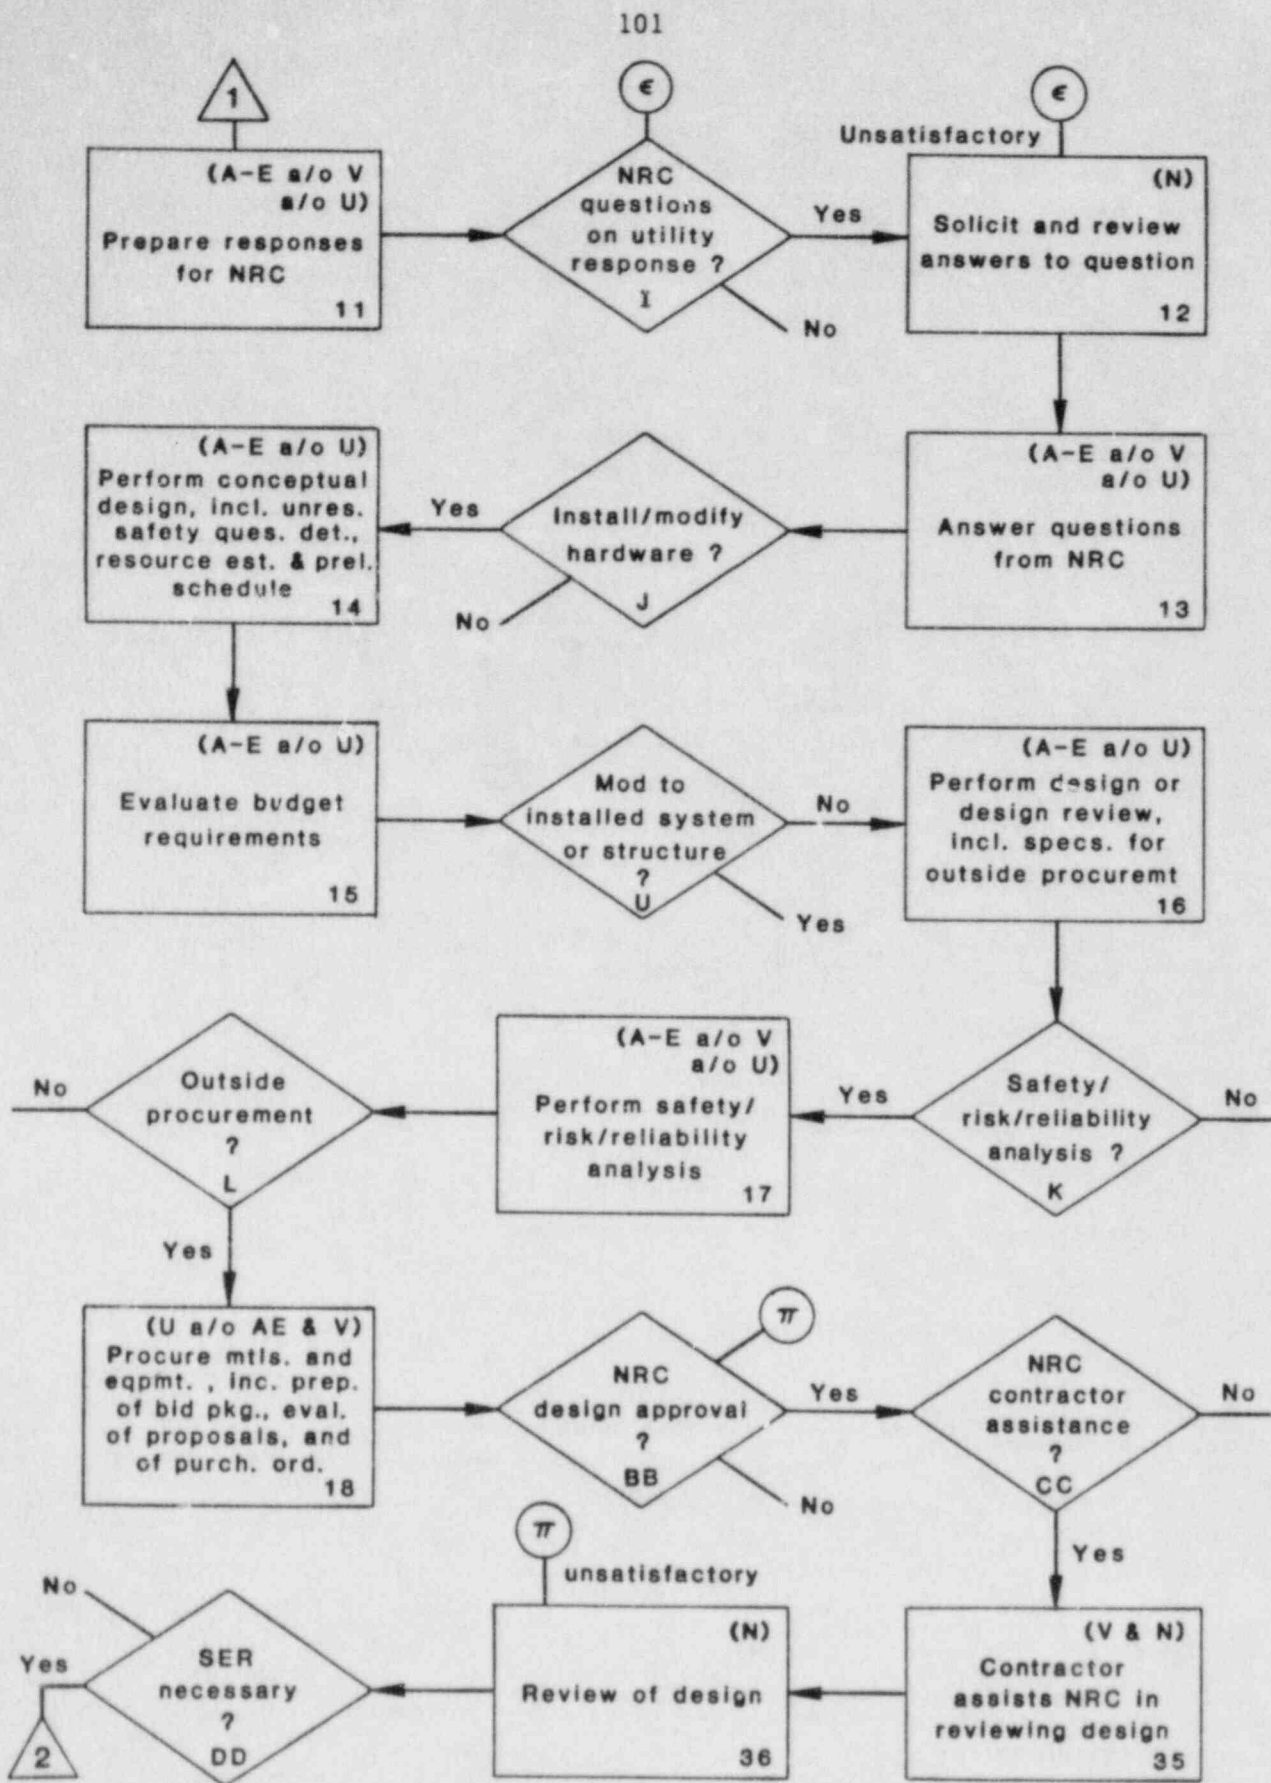 101
1
(A-E a/o V
a/o U)
Prepare responses
for NRC
11
ϵ
NRC
questions
on utility
response ?
I
Yes
No
ϵ
Unsatisfactory
(N)
Solicit and review
answers to question
12
(A-E a/o U)
Perform conceptual
design, incl. unres.
safety ques. det.,
resource est. & prel.
schedule
14
Yes
Install/modify
hardware ?
J
No
(A-E a/o V
a/o U)
Answer questions
from NRC
13
(A-E a/o U)
Evaluate budget
requirements
15
Mod to
installed system
or structure
?
U
No
Yes
(A-E a/o U)
Perform design or
design review,
incl. specs. for
outside procuremt
16
No
Outside
procurement
?
L
Yes
(A-E a/o V
a/o U)
Perform safety/
risk/reliability
analysis
17
Yes
Safety/
risk/reliability
analysis ?
K
No
(U a/o AE & V)
Procure mtls. and
eqpmt. , inc. prep.
of bid pkg., eval.
of proposals, and
of purch. ord.
18
π
NRC
design approval
?
BB
Yes
No
NRC
contractor
assistance
?
CC
No
Yes
No
Yes
2
SER
necessary
?
DD
π
unsatisfactory
(N)
Review of design
36
(V & N)
Contractor
assists NRC in
reviewing design
35